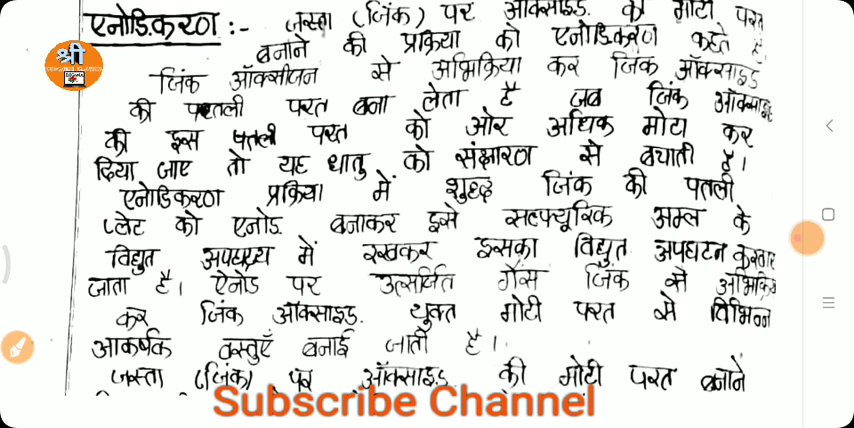 एनोडिकरण :- जस्ता (जिंक) पर ऑक्साइड की मोटी परत
श्री
बनाने की प्रक्रिया को एनोडिकरण कहते है
जिंक ऑक्सीजन से अभिक्रिया कर जिंक ऑक्साइड
की पतली परत बना लेता है जब जिंक ऑक्साइड
की इस पतली परत को और अधिक मोटा कर
दिया जाए तो यह धातु को संक्षारण से बचाती है।
एनोडिकरण प्रक्रिया में शुद्ध जिंक की पतली
प्लेट को एनोड बनाकर इसे सल्फ्यूरिक अम्ल के
विद्युत अपघट्य में रखकर इसका विद्युत अपघटन करवाया
जाता है। ऐनोड पर उत्सर्जित गैस जिंक से अभिक्रिया
कर जिंक ऑक्साइड युक्त मोटी परत से विभिन्न
आकर्षक वस्तुएँ बनाई जाती है।
जस्ता (जिंक) पर ऑक्साइड की मोटी परत बनाने
Subscribe Channel